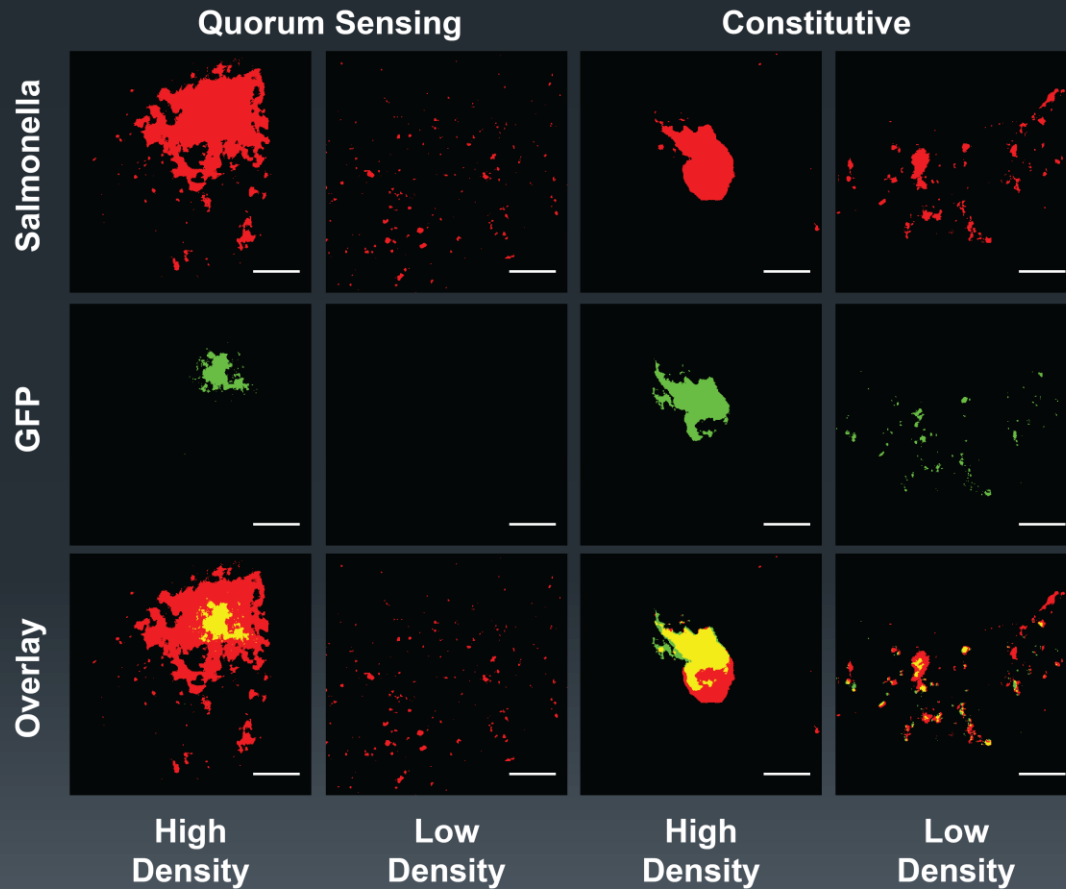 Quorum Sensing
Constitutive
Salmonella
GFP
Overlay
High
Density
Low
Density
High
Density
Low
Density